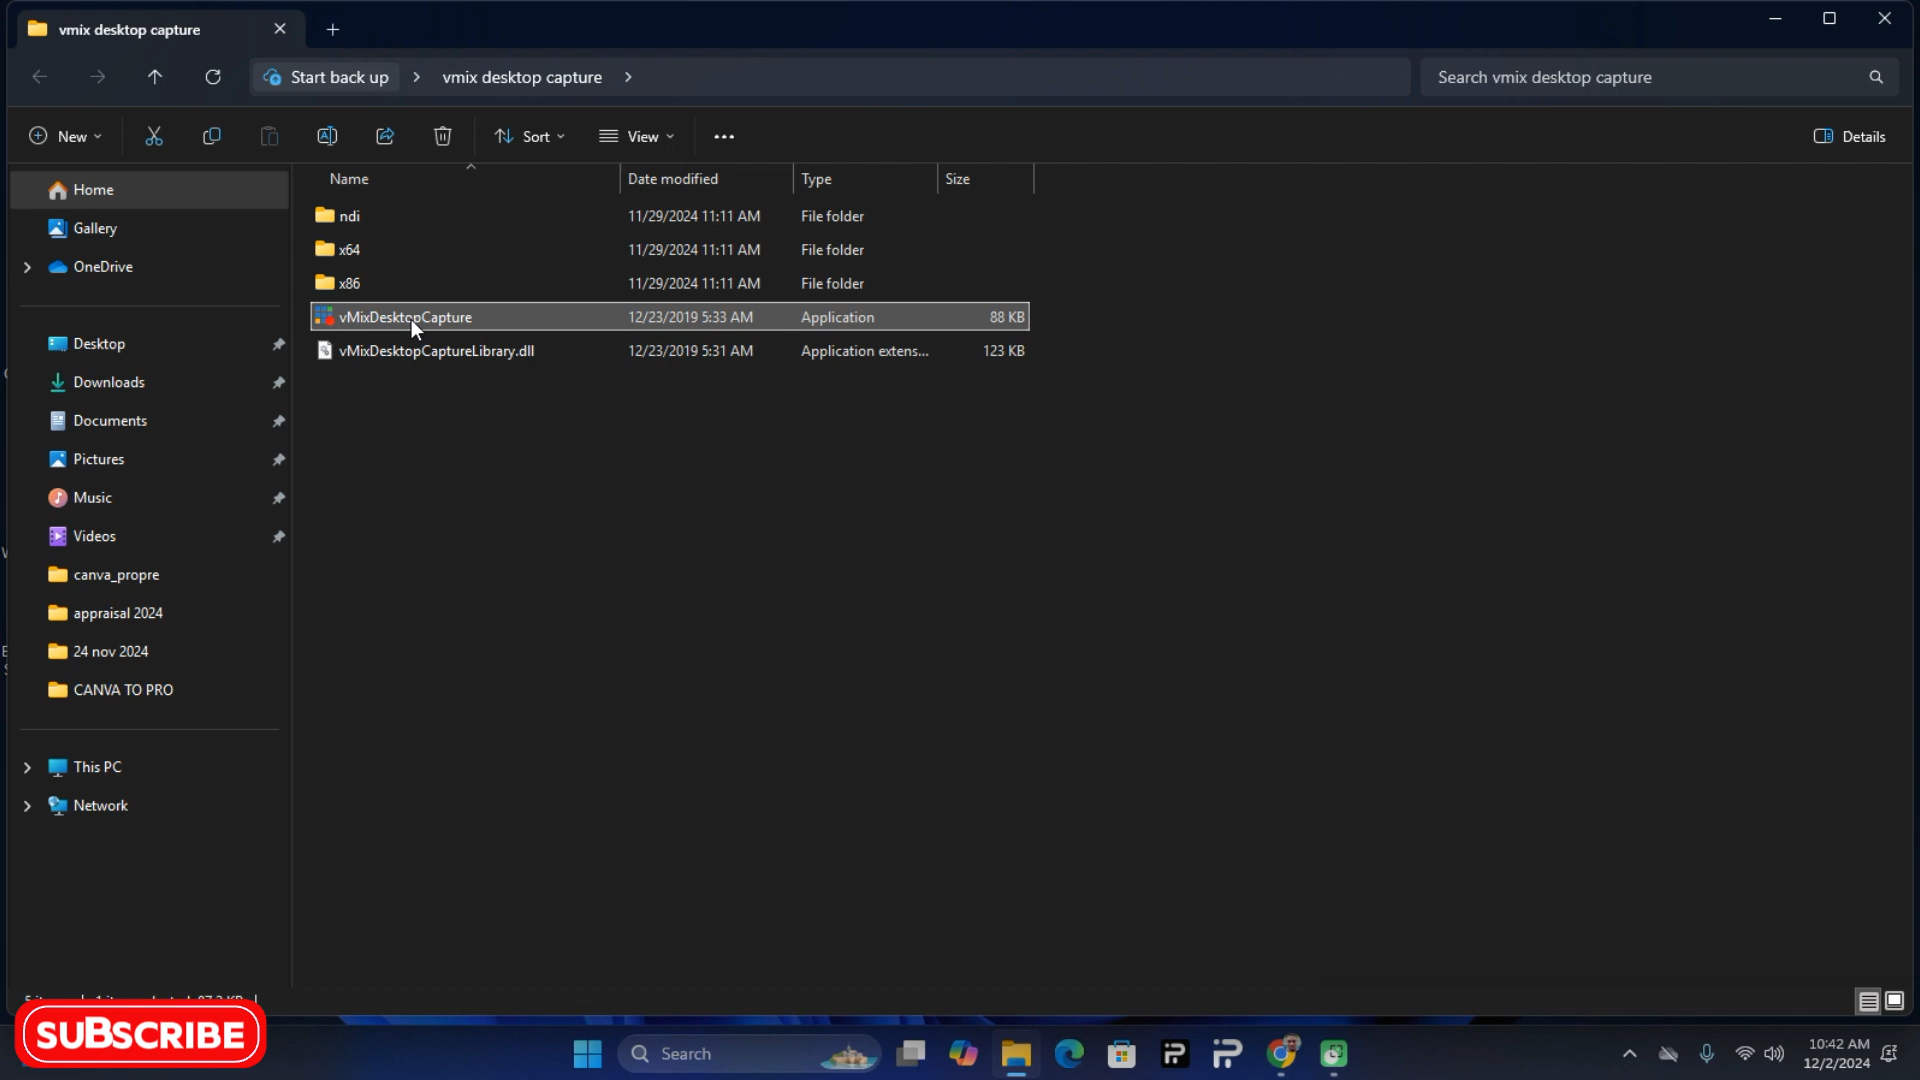 vmix desktop capture
Start back up
vmix desktop capture
Search vmix desktop capture
New
Sort
View
Details
Name
Date modified
Type
Size
Home
Gallery
OneDrive
Desktop
Downloads
Documents
Pictures
Music
Videos
canva_propre
appraisal 2024
24 nov 2024
CANVA TO PRO
This PC
Network
ndi 11/29/2024 11:11 AM File folder
x64 11/29/2024 11:11 AM File folder
x86 11/29/2024 11:11 AM File folder
vMixDesktopCapture 12/23/2019 5:33 AM Application 88 KB
vMixDesktopCaptureLibrary.dll 12/23/2019 5:31 AM Application extens... 123 KB
SUBSCRIBE
Search
10:42 AM
12/2/2024